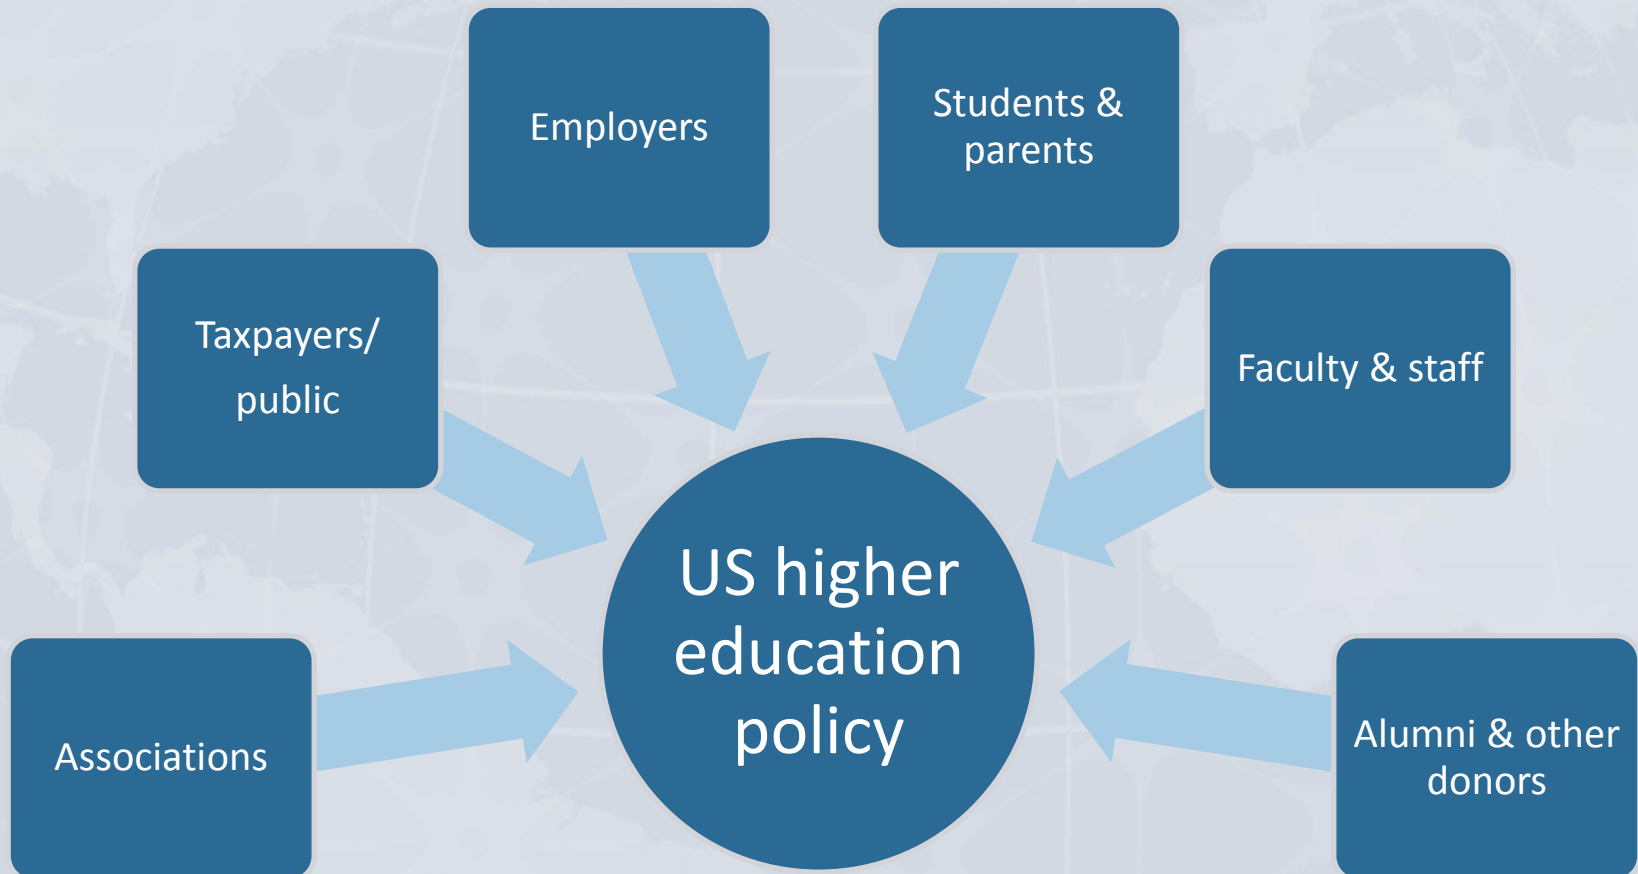 Employers
Students &
parents
Taxpayers/
public
Faculty & staff
US higher
education
policy
Associations
Alumni & other
donors